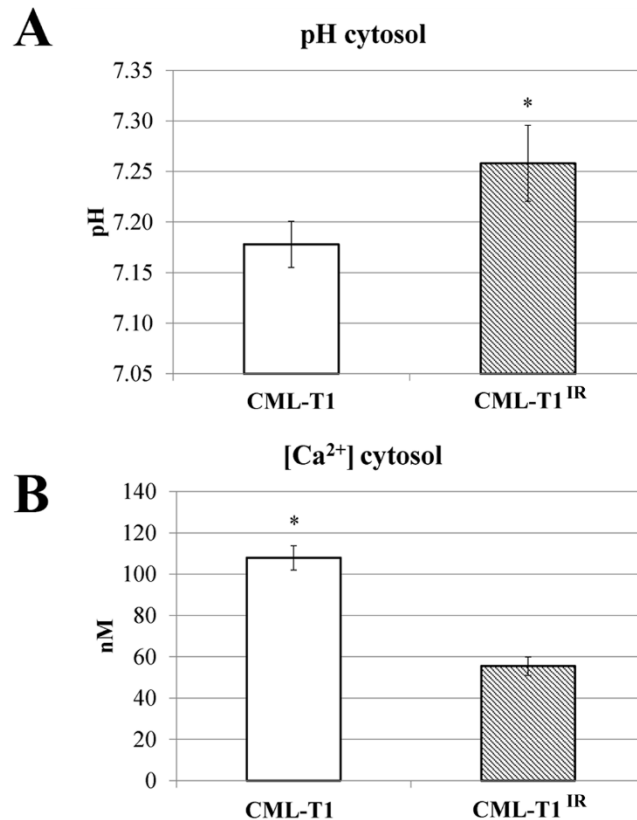 A
pH cytosol
7.35
7.30
7.25
7.20
7.15
7.10
7.05
pH
*
CML-T1
CML-T1 IR
B
[Ca²⁺] cytosol
140
120
100
80
60
40
20
0
nM
*
CML-T1
CML-T1 IR